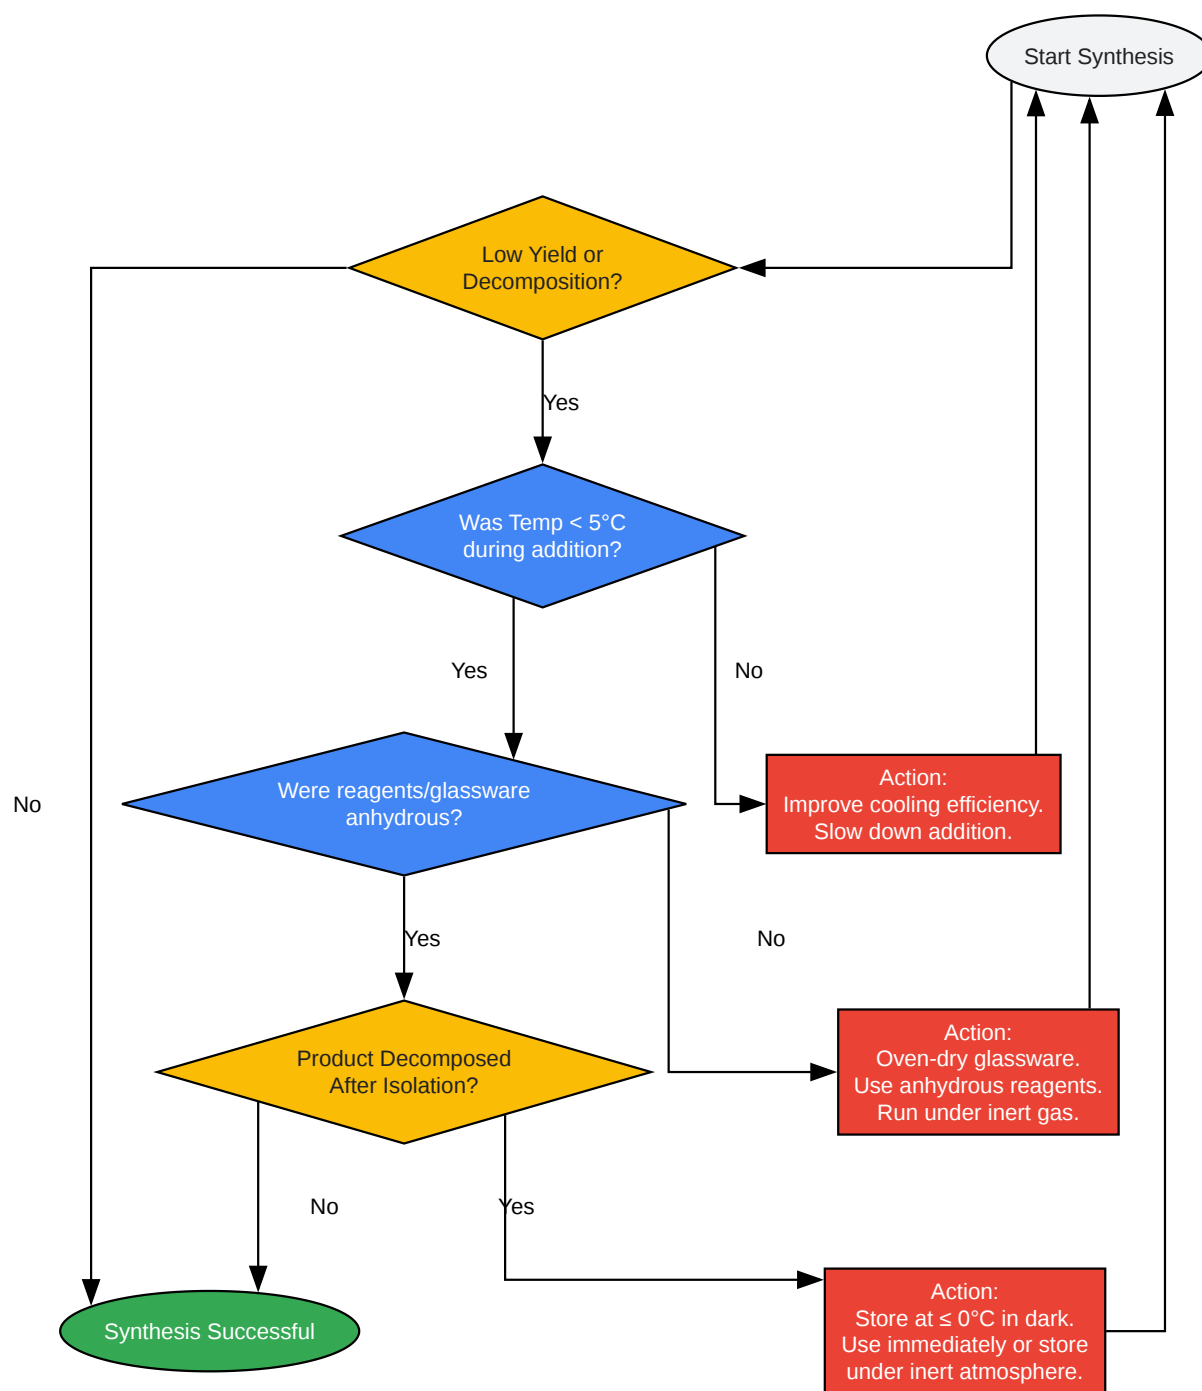 Start Synthesis
Low Yield or
Decomposition?
Yes
Was Temp < 5°C
during addition?
Yes
No
Were reagents/glassware
anhydrous?
No
Action:
Improve cooling efficiency.
Slow down addition.
Yes
No
Product Decomposed
After Isolation?
Action:
Oven-dry glassware.
Use anhydrous reagents.
Run under inert gas.
No
Yes
Synthesis Successful
Action:
Store at ≤ 0°C in dark.
Use immediately or store
under inert atmosphere.